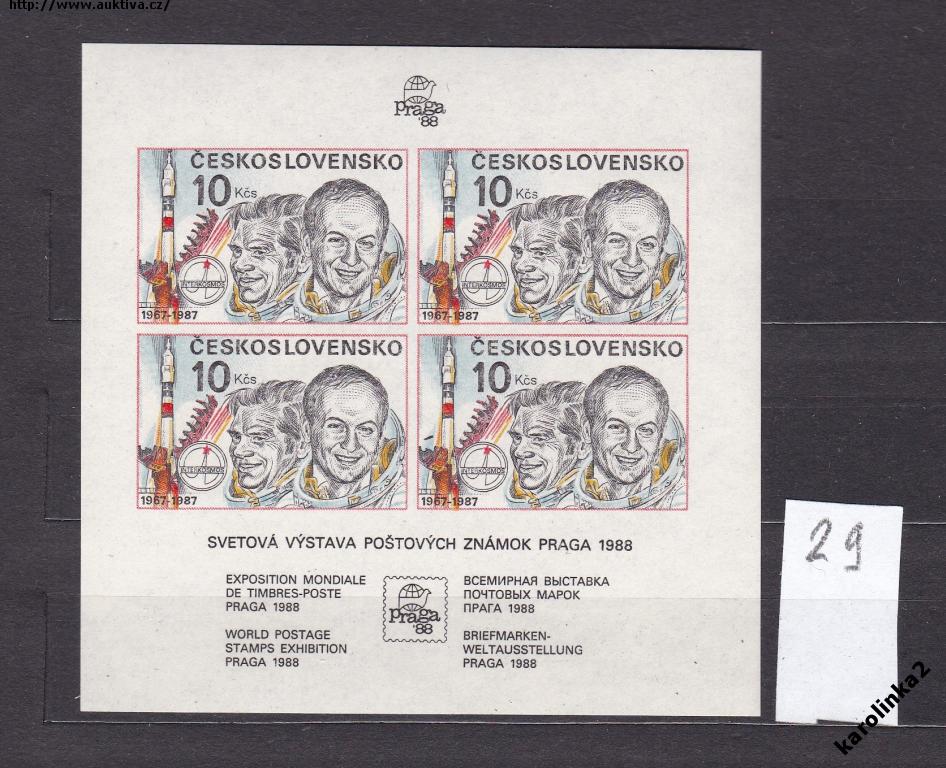 http://www.auktiva.cz/
praga
'88
ČESKOSLOVENSKO
10 Kčs
INTERKOSMOS
1967-1987
ČESKOSLOVENSKO
10 Kčs
INTERKOSMOS
1967-1987
ČESKOSLOVENSKO
10 Kčs
INTERKOSMOS
1967-1987
ČESKOSLOVENSKO
10 Kčs
INTERKOSMOS
1967-1987
SVETOVÁ VÝSTAVA POŠTOVÝCH ZNÁMOK PRAGA 1988
EXPOSITION MONDIALE
DE TIMBRES-POSTE
PRAGA 1988
WORLD POSTAGE
STAMPS EXHIBITION
PRAGA 1988
praga
'88
ВСЕМИРНАЯ ВЫСТАВКА
ПОЧТОВЫХ МАРОК
ПРАГА 1988
BRIEFMARKEN-
WELTAUSSTELLUNG
PRAGA 1988
29
karolinka2